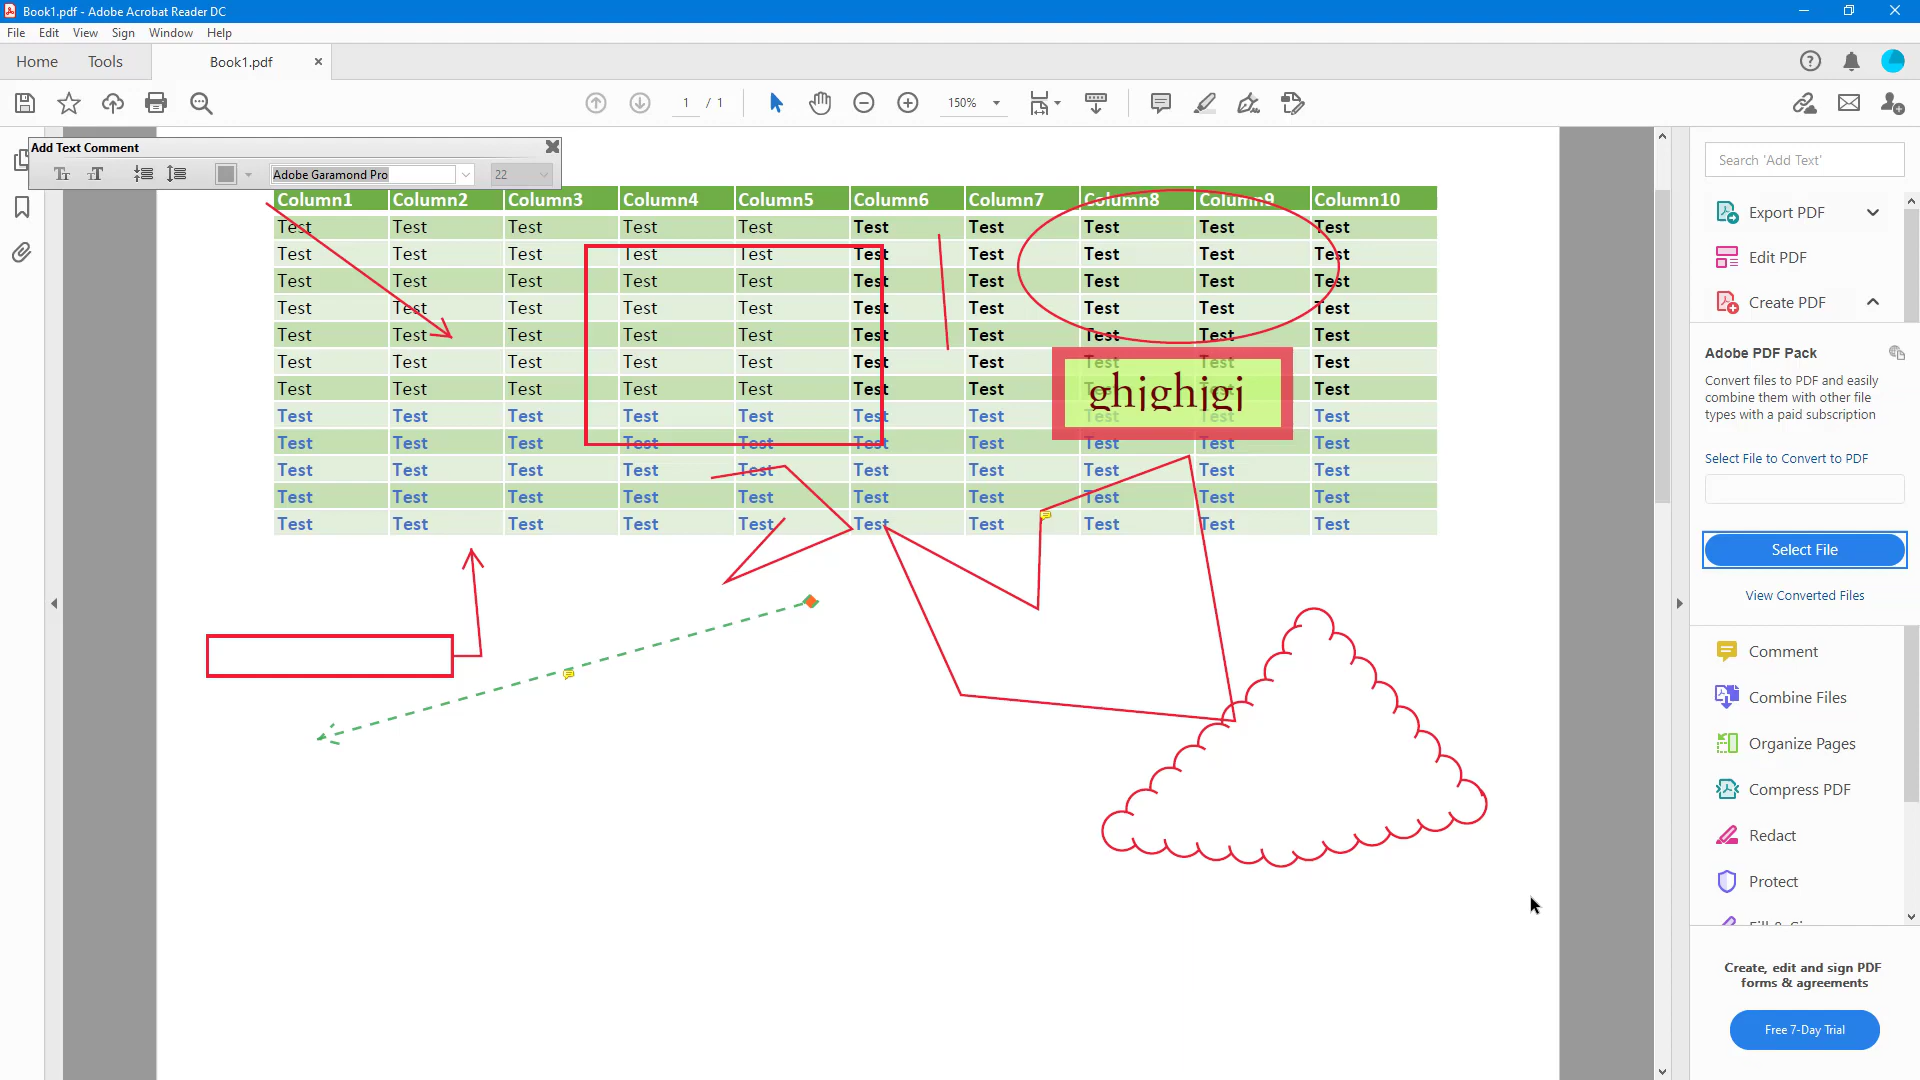 Book1.pdf - Adobe Acrobat Reader DC
File Edit View Sign Window Help
Home Tools Book1.pdf
1 / 1 150%
Add Text Comment
Adobe Garamond Pro 22
Column1 Column2 Column3 Column4 Column5 Column6 Column7 Column8 Column9 Column10
Test Test Test Test Test Test Test Test Test Test
Test Test Test Test Test Test Test Test Test Test
Test Test Test Test Test Test Test Test Test Test
Test Test Test Test Test Test Test Test Test Test
Test Test Test Test Test Test Test Test Test Test
Test Test Test Test Test Test Test Test Test Test
Test Test Test Test Test Test Test Test
ghjghjgj
Test Test Test Test Test Test Test Test Test Test
Test Test Test Test Test Test Test Test Test Test
Test Test Test Test Test Test Test Test Test Test
Test Test Test Test Test Test Test Test Test Test
Test Test Test Test Test Test Test Test Test Test
Search 'Add Text'
Export PDF
Edit PDF
Create PDF
Adobe PDF Pack
Convert files to PDF and easily
combine them with other file
types with a paid subscription
Select File to Convert to PDF
Select File
View Converted Files
Comment
Combine Files
Organize Pages
Compress PDF
Redact
Protect
Create, edit and sign PDF
forms & agreements
Free 7-Day Trial